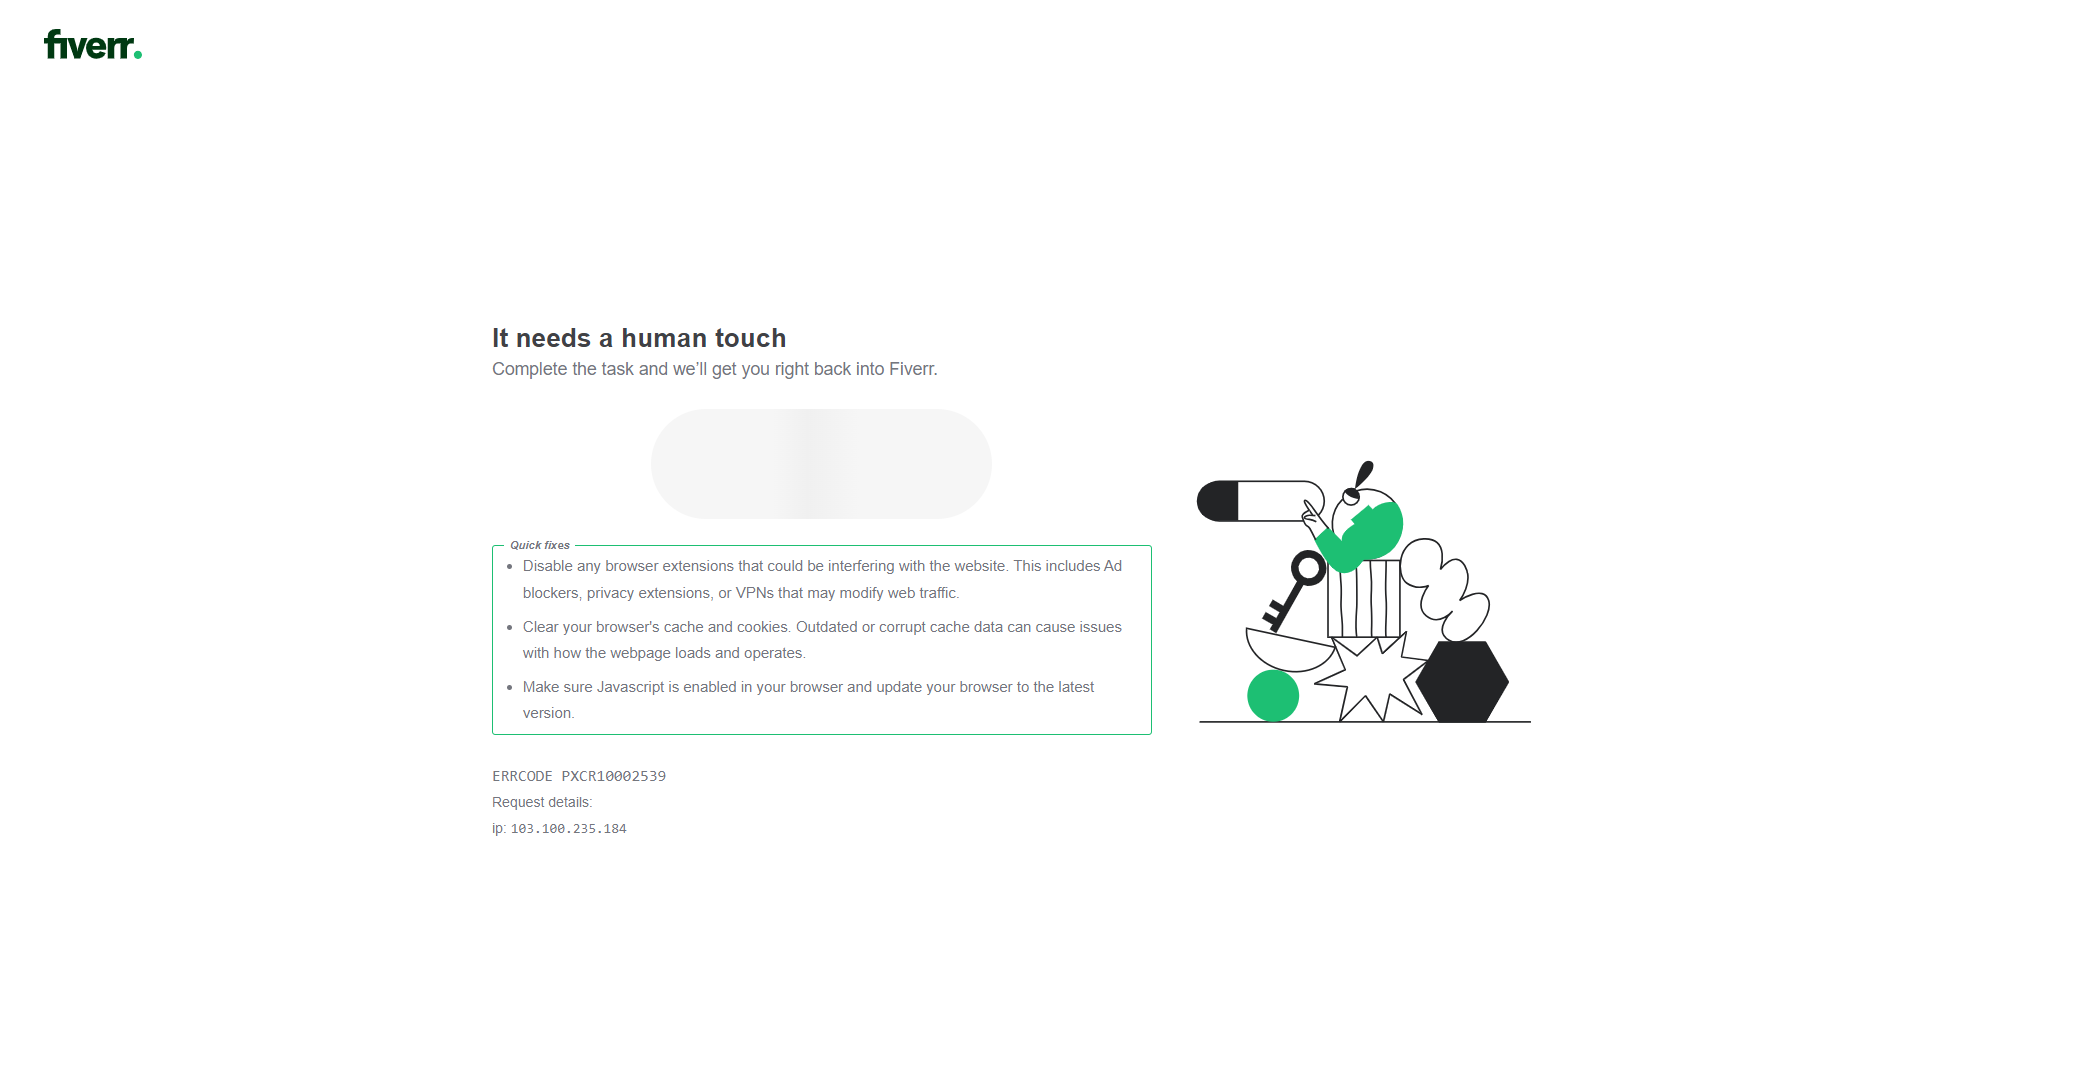 fiverr.
It needs a human touch
Complete the task and we’ll get you right back into Fiverr.
Quick fixes
• Disable any browser extensions that could be interfering with the website. This includes Ad
blockers, privacy extensions, or VPNs that may modify web traffic.
• Clear your browser's cache and cookies. Outdated or corrupt cache data can cause issues
with how the webpage loads and operates.
• Make sure Javascript is enabled in your browser and update your browser to the latest
version.
ERRCODE PXCR10002539
Request details:
ip: 103.100.235.184